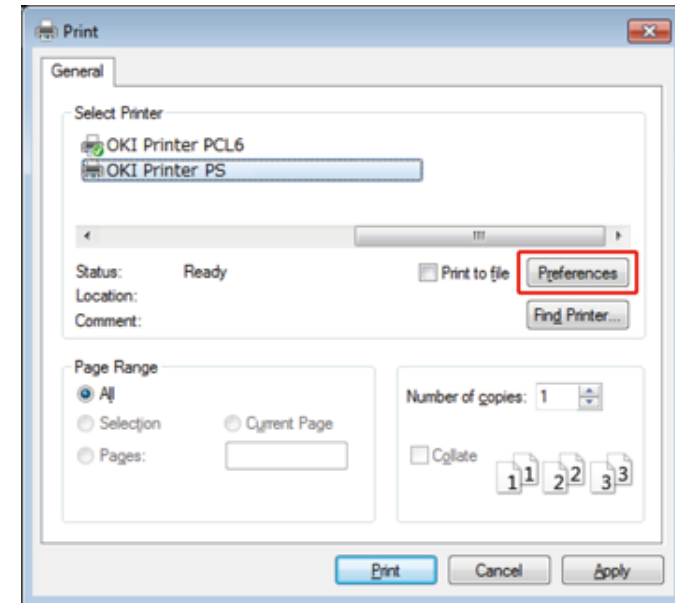 Print
General
Select Printer
OKI Printer PCL6
OKI Printer PS
Status: Ready
Print to file
Preferences
Location:
Comment:
Find Printer...
Page Range
All
Selection
Current Page
Pages:
Number of copies: 1
Collate
1 1 2 2 3 3
Print
Cancel
Apply